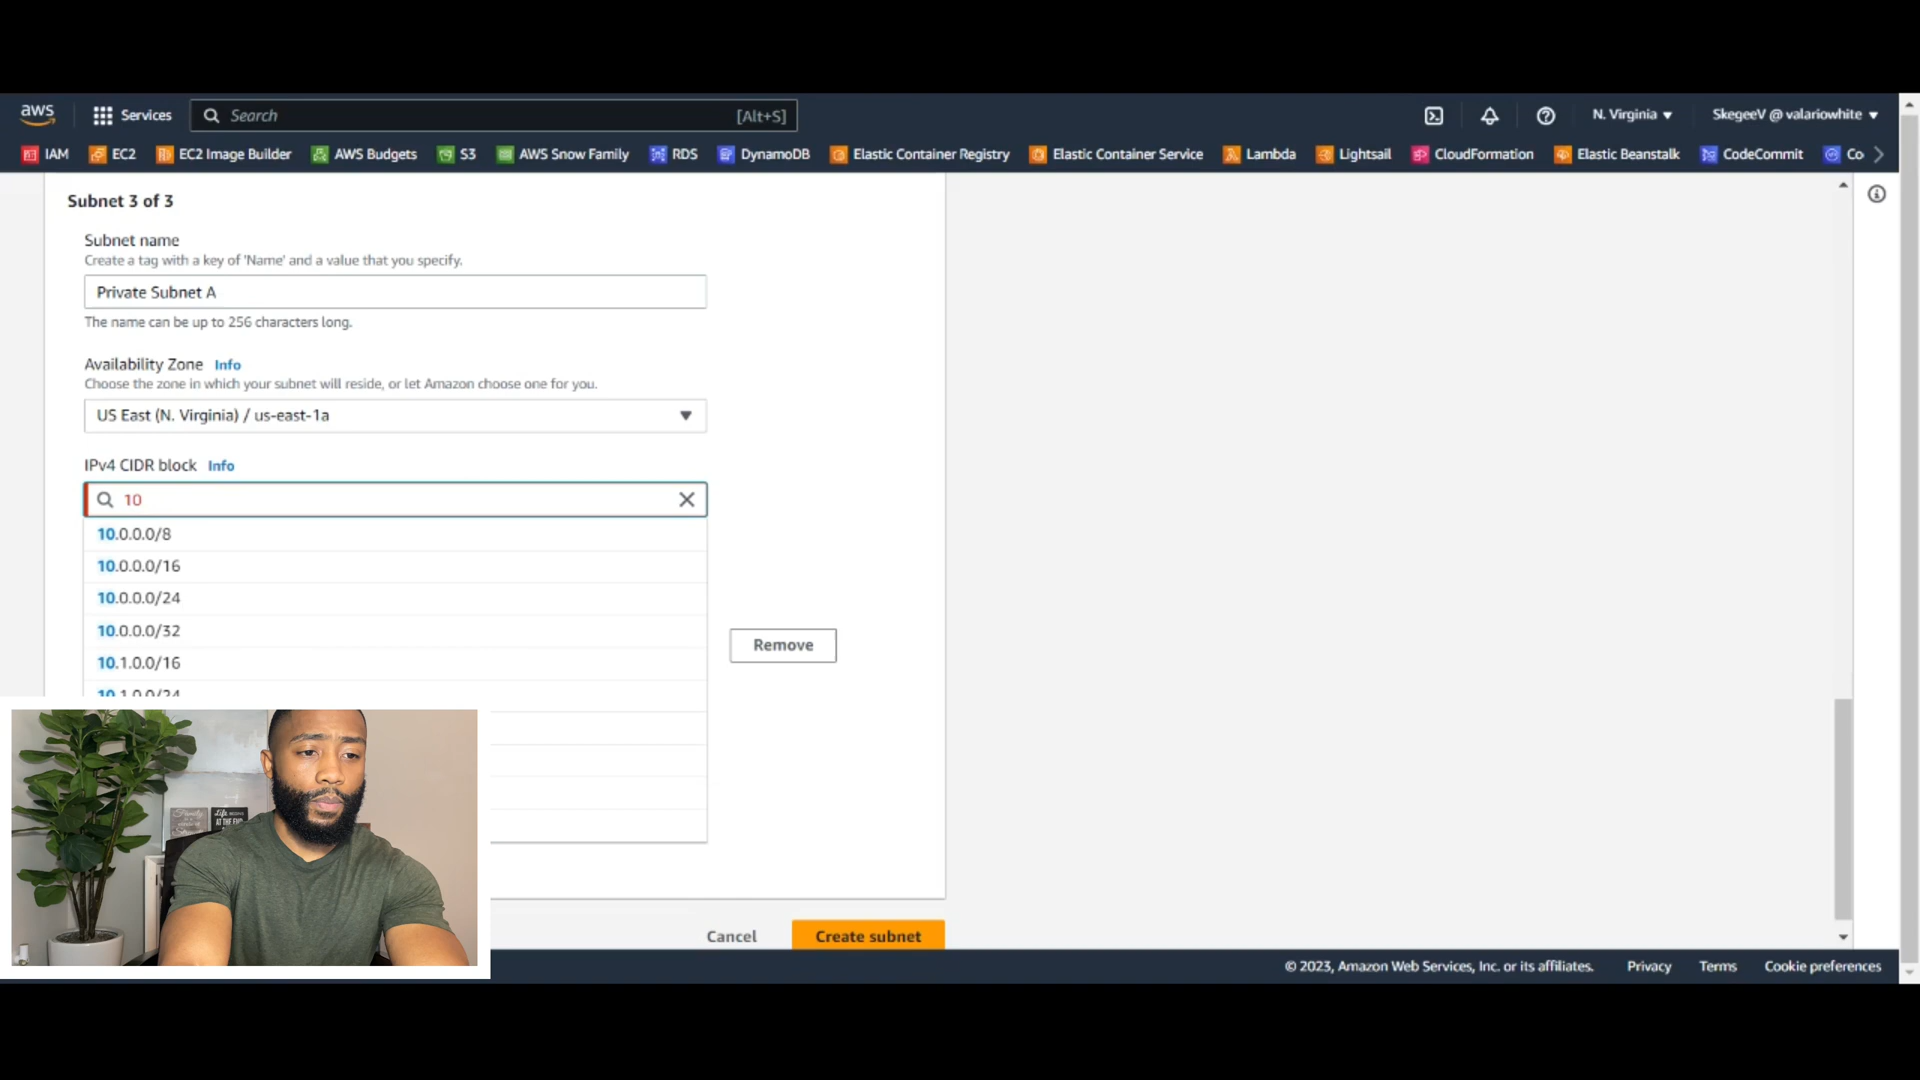 aws
Services
Search
[Alt+S]
N. Virginia
SkegeeV @ valariowhite
IAM
EC2
EC2 Image Builder
AWS Budgets
S3
AWS Snow Family
RDS
DynamoDB
Elastic Container Registry
Elastic Container Service
Lambda
Lightsail
CloudFormation
Elastic Beanstalk
CodeCommit
Co
Subnet 3 of 3
Subnet name
Create a tag with a key of 'Name' and a value that you specify.
Private Subnet A
The name can be up to 256 characters long.
Availability Zone Info
Choose the zone in which your subnet will reside, or let Amazon choose one for you.
US East (N. Virginia) / us-east-1a
IPv4 CIDR block Info
10
10.0.0.0/8
10.0.0.0/16
10.0.0.0/24
10.0.0.0/32
10.1.0.0/16
10.1.0.0/24
Remove
Cancel
Create subnet
© 2023, Amazon Web Services, Inc. or its affiliates.
Privacy
Terms
Cookie preferences